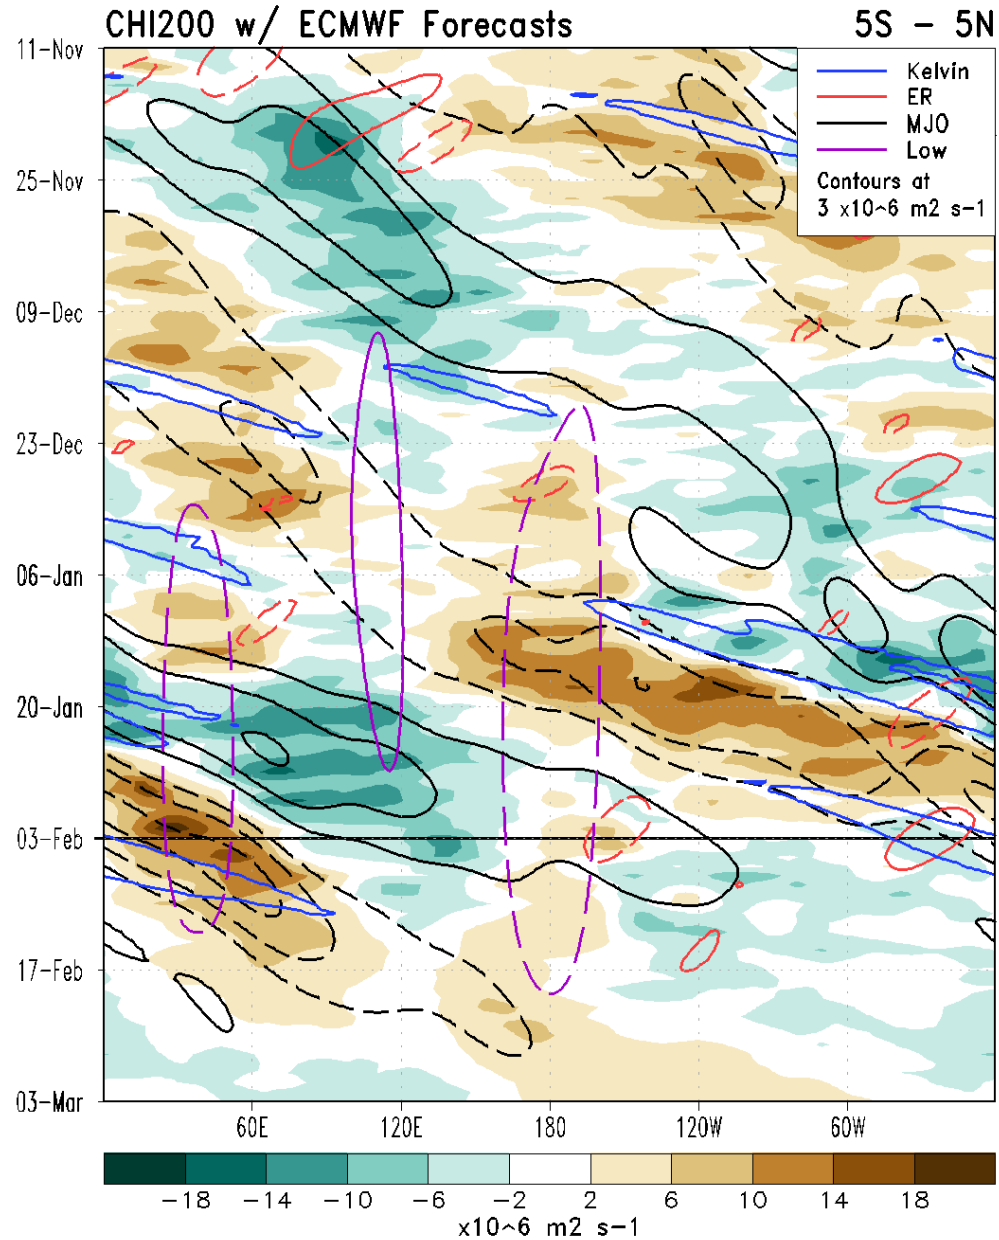 CHI200 w/ ECMWF Forecasts 5S - 5N
11-Nov
25-Nov
09-Dec
23-Dec
06-Jan
20-Jan
03-Feb
17-Feb
03-Mar
Kelvin
ER
MJO
Low
Contours at
3 x10^6 m2 s-1
60E 120E 180 120W 60W
-18 -14 -10 -6 -2 2 6 10 14 18
x10^6 m2 s-1